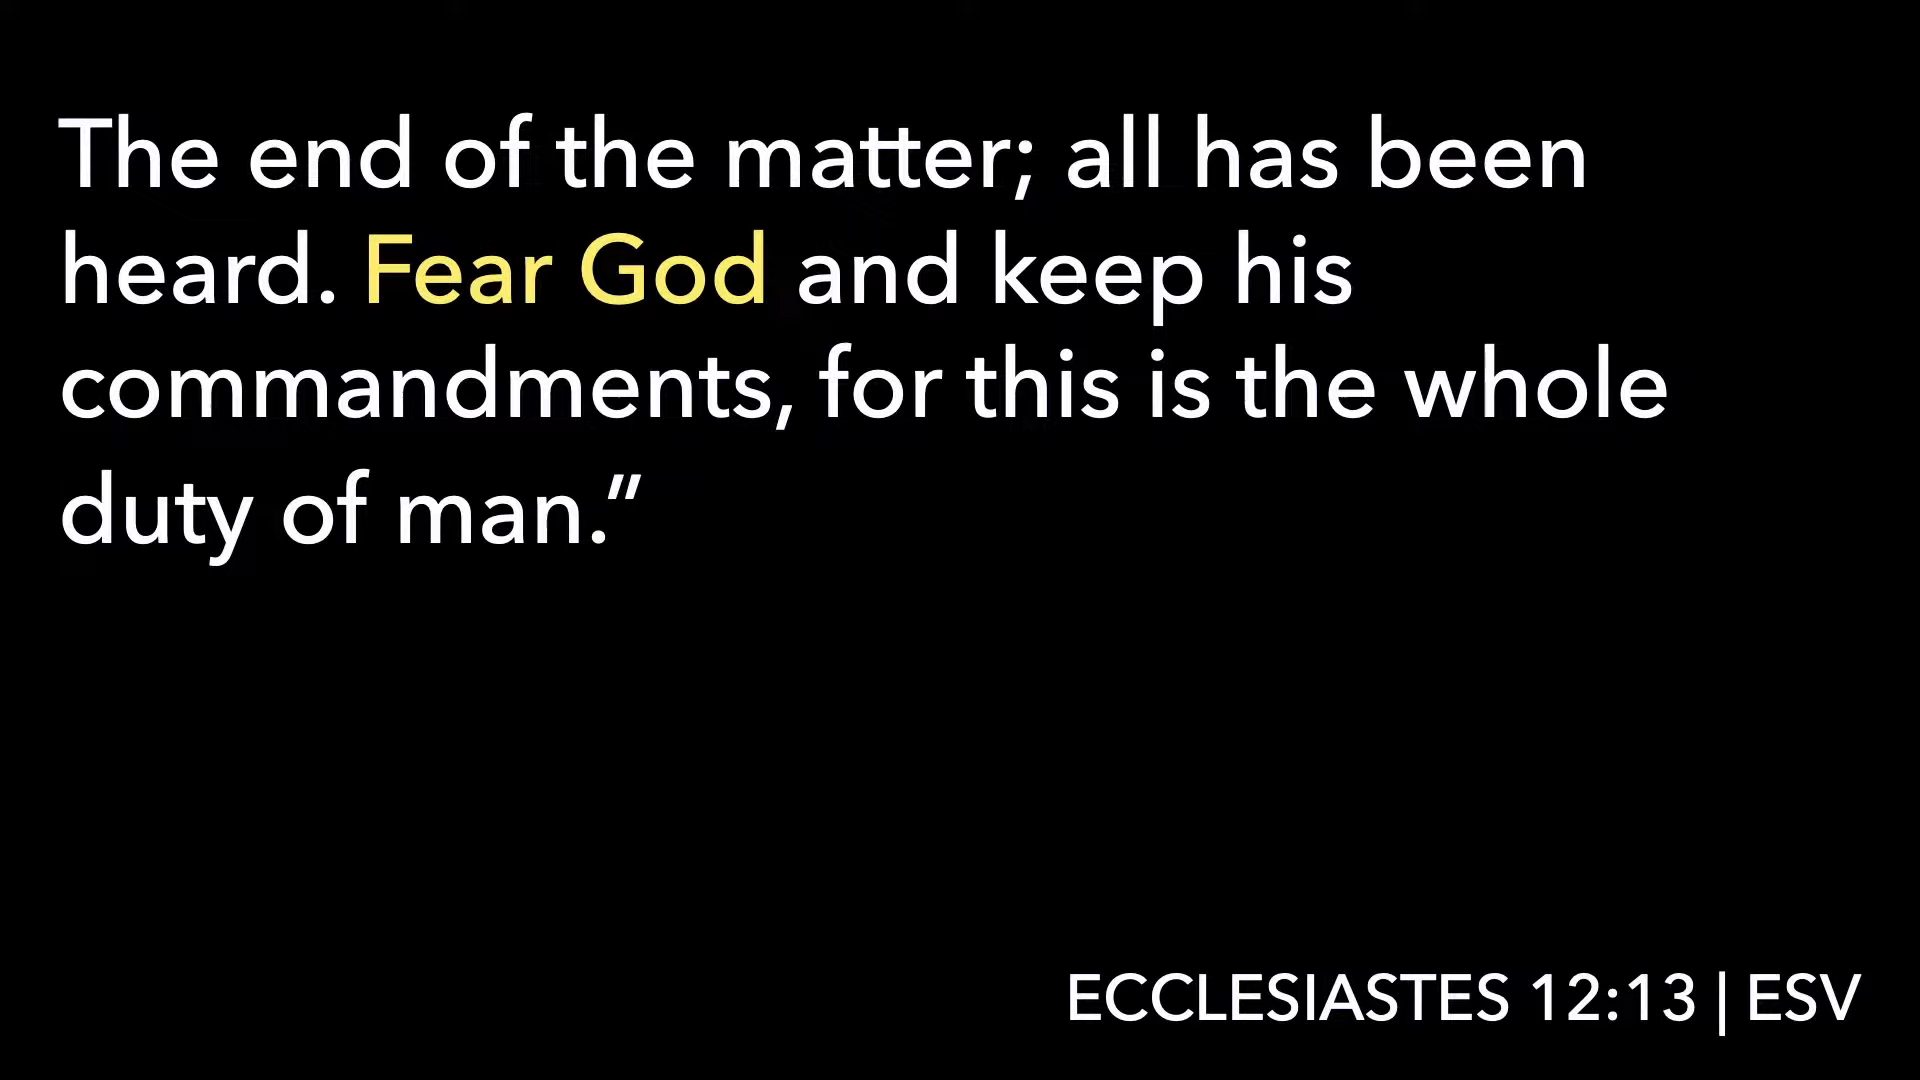 The end of the matter; all has been
heard. Fear God and keep his
commandments, for this is the whole
duty of man.”
ECCLESIASTES 12:13 | ESV